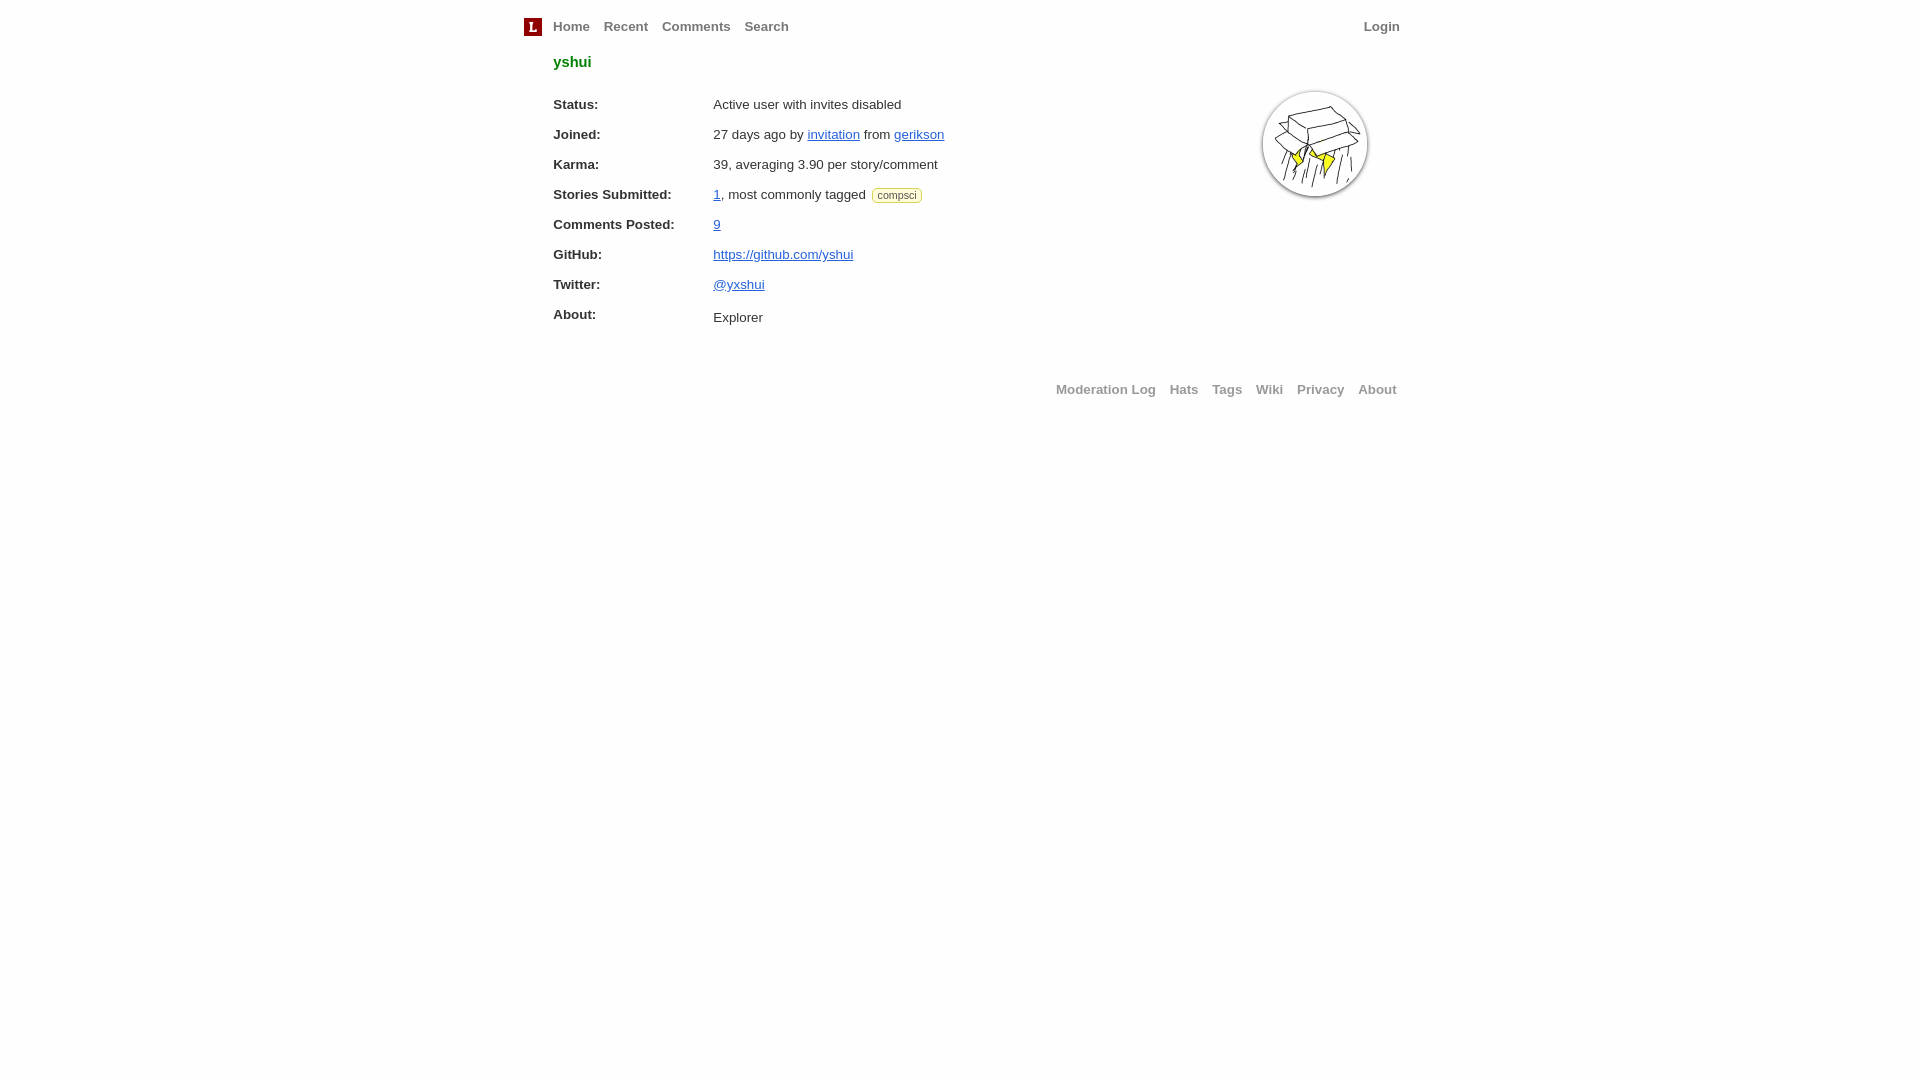 L Home Recent Comments Search Login
yshui
Status: Active user with invites disabled
Joined: 27 days ago by invitation from gerikson
Karma: 39, averaging 3.90 per story/comment
Stories Submitted: 1, most commonly tagged compsci
Comments Posted: 9
GitHub: https://github.com/yshui
Twitter: @yxshui
About: Explorer
Moderation Log Hats Tags Wiki Privacy About